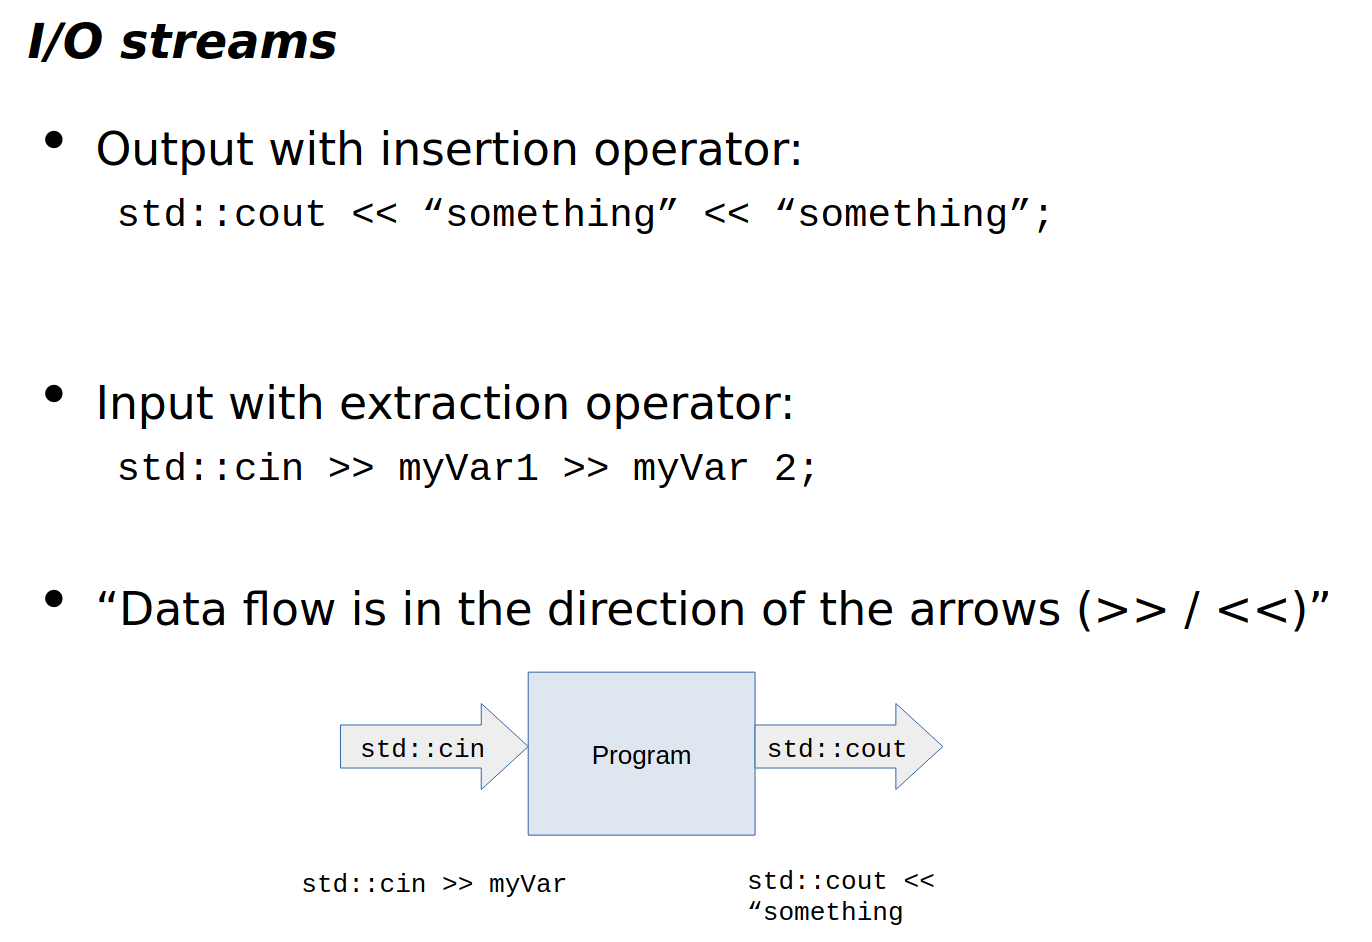 I/O streams
• Output with insertion operator:
std::cout << “something” << “something”;
• Input with extraction operator:
std::cin >> myVar1 >> myVar 2;
• “Data flow is in the direction of the arrows (>> / <<)”
std::cin
Program
std::cout
std::cin >> myVar
std::cout <<
“something